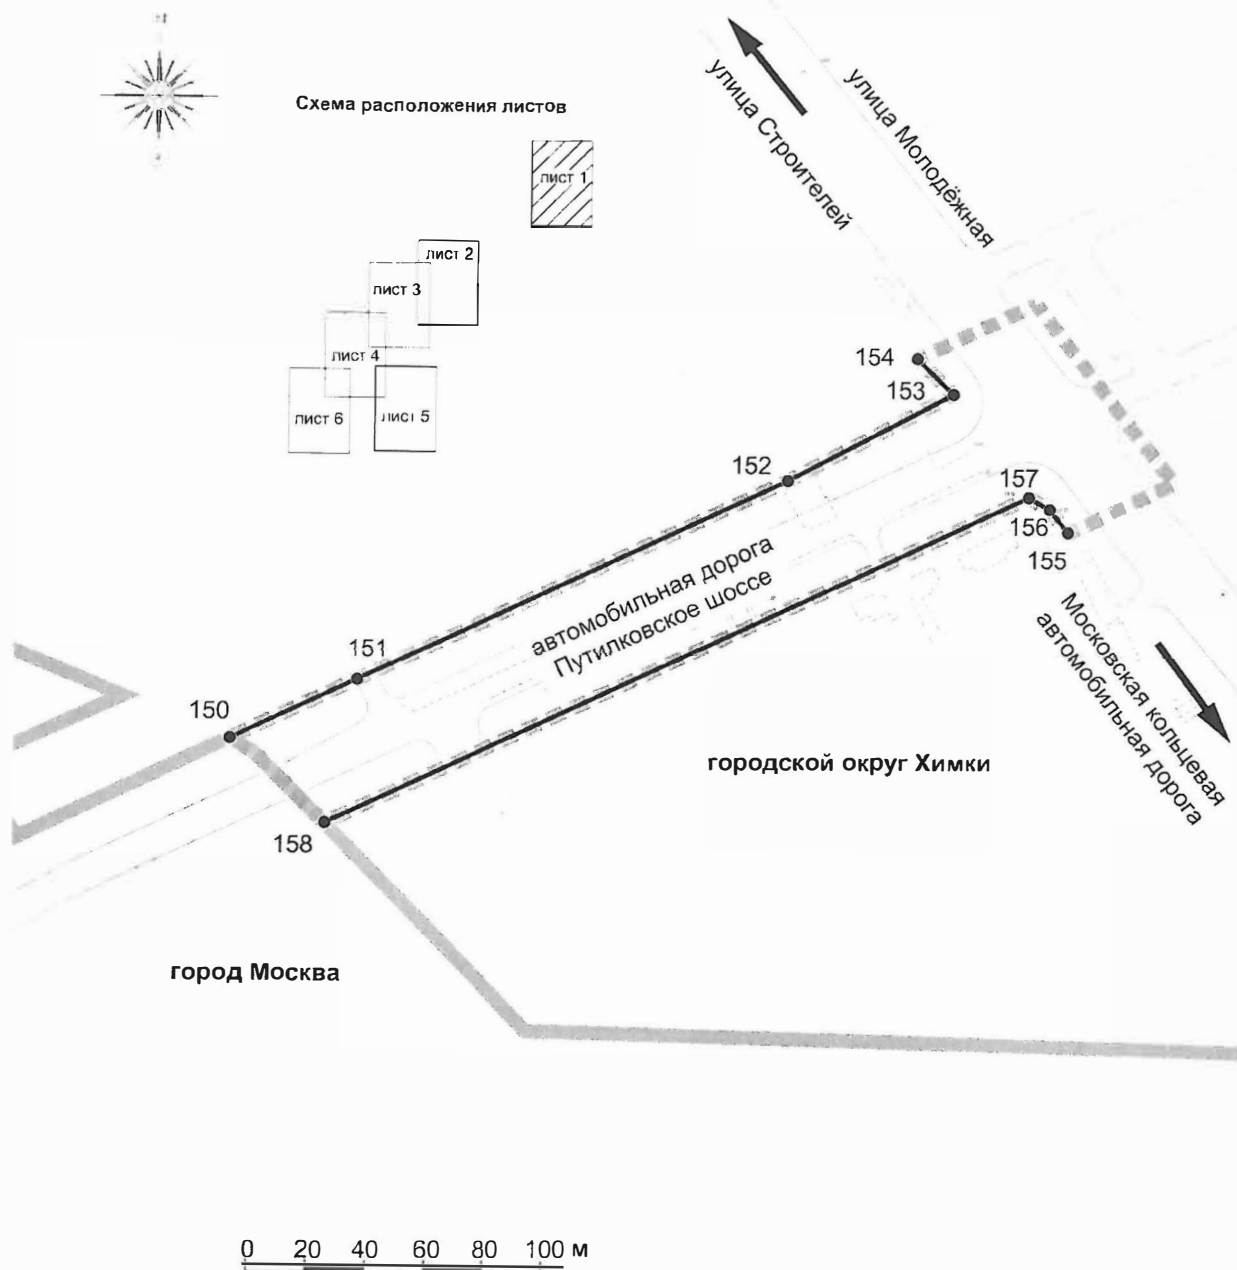 Схема расположения листов
лист 1
лист 2
лист 3
лист 4
лист 6
лист 5
улица Строителей
улица Молодёжная
154
153
152
157
156
155
151
150
158
автомобильная дорога
Путилковское шоссе
Московская кольцевая
автомобильная дорога
городской округ Химки
город Москва
0 20 40 60 80 100 м